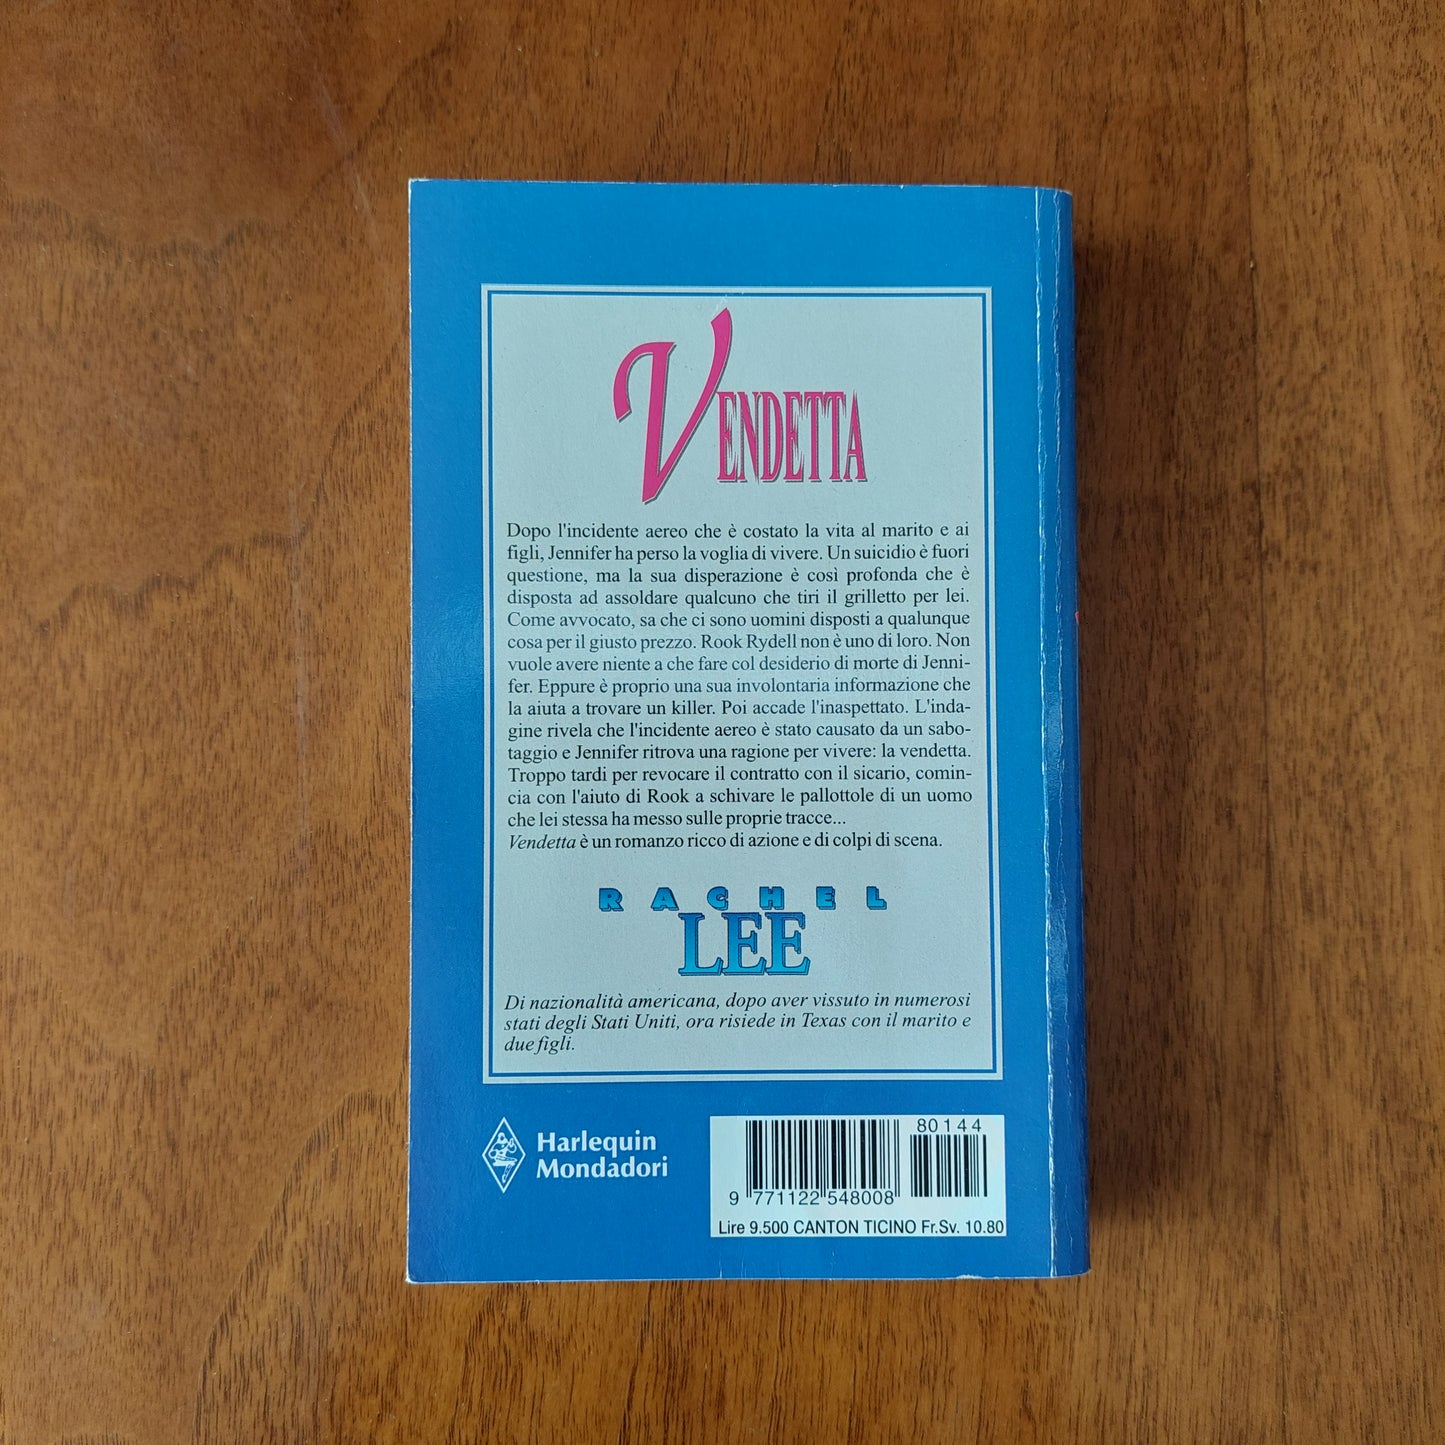 VENDETTA
Dopo l'incidente aereo che è costato la vita al marito e ai
figli, Jennifer ha perso la voglia di vivere. Un suicidio è fuori
questione, ma la sua disperazione è così profonda che è
disposta ad assoldare qualcuno che tiri il grilletto per lei.
Come avvocato, sa che ci sono uomini disposti a qualunque
cosa per il giusto prezzo. Rook Rydell non è uno di loro. Non
vuole avere niente a che fare col desiderio di morte di Jenni-
fer. Eppure è proprio una sua involontaria informazione che
la aiuta a trovare un killer. Poi accade l'inaspettato. L'inda-
gine rivela che l'incidente aereo è stato causato da un sabo-
taggio e Jennifer ritrova una ragione per vivere: la vendetta.
Troppo tardi per revocare il contratto con il sicario, comin-
cia con l'aiuto di Rook a schivare le pallottole di un uomo
che lei stessa ha messo sulle proprie tracce...
Vendetta è un romanzo ricco di azione e di colpi di scena.
RACHEL
LEE
Di nazionalità americana, dopo aver vissuto in numerosi
stati degli Stati Uniti, ora risiede in Texas con il marito e
due figli.
Harlequin
Mondadori
80144
9 771122 548008
Lire 9.500 CANTON TICINO Fr.Sv. 10.80